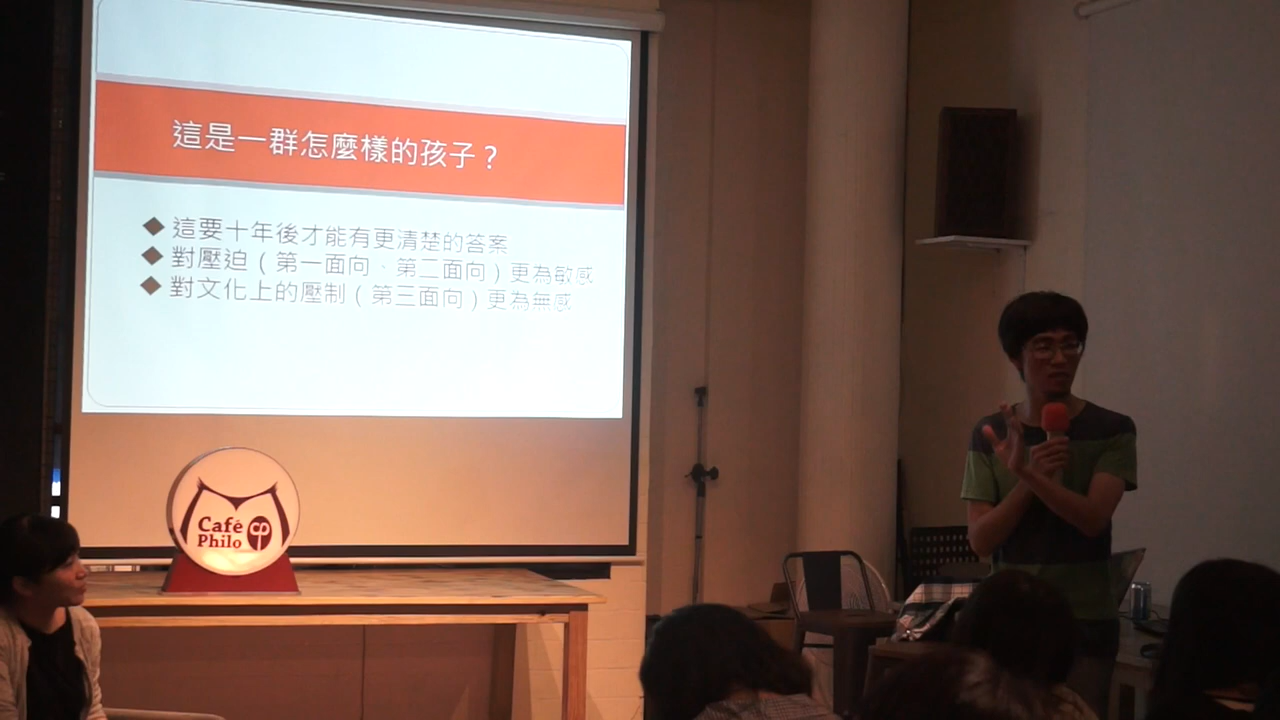 這是一群怎麼樣的孩子？
這要十年後才能有更清楚的答案
對壓迫（第一面向、第二面向）更為敏感
對文化上的壓制（第三面向）更為無感
Café
Philo
cp